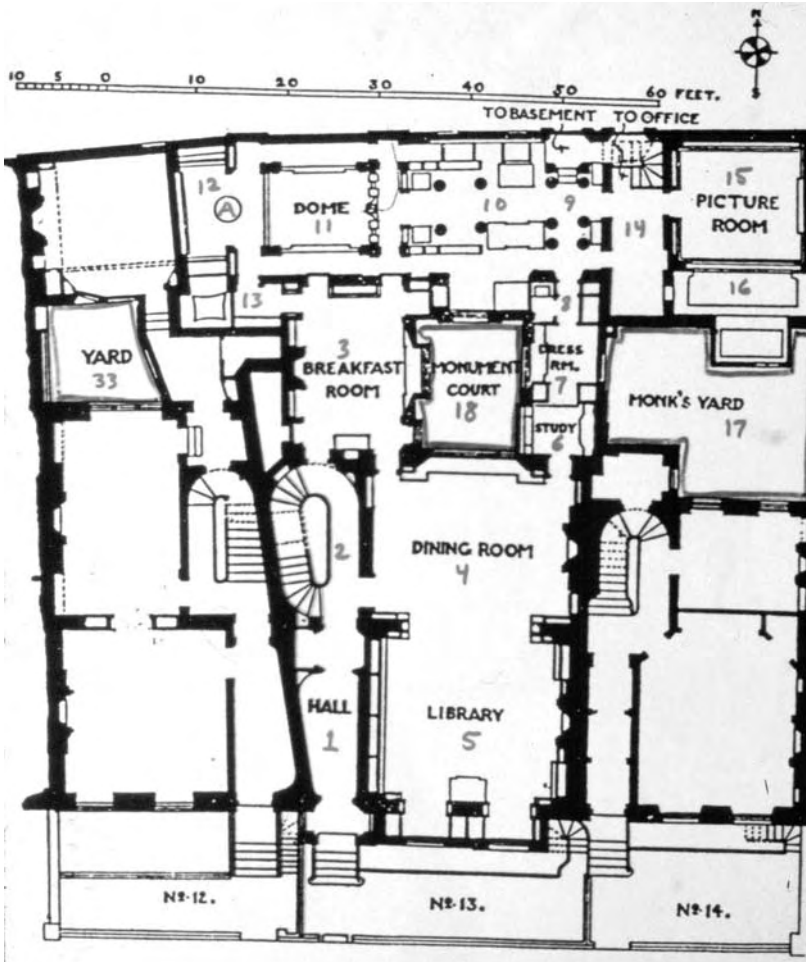 N
S
10 5 0 10 20 30 40 50 60 FEET.
TO BASEMENT TO OFFICE
12
A
DOME
11
10
9
14
15
PICTURE
ROOM
16
13
8
YARD
33
3
BREAKFAST
ROOM
MONUMENT
COURT
18
DRESS
RM.
7
STUDY
6
MONK'S YARD
17
2
DINING ROOM
4
HALL
1
LIBRARY
5
Nº·12.
Nº·13.
Nº·14.